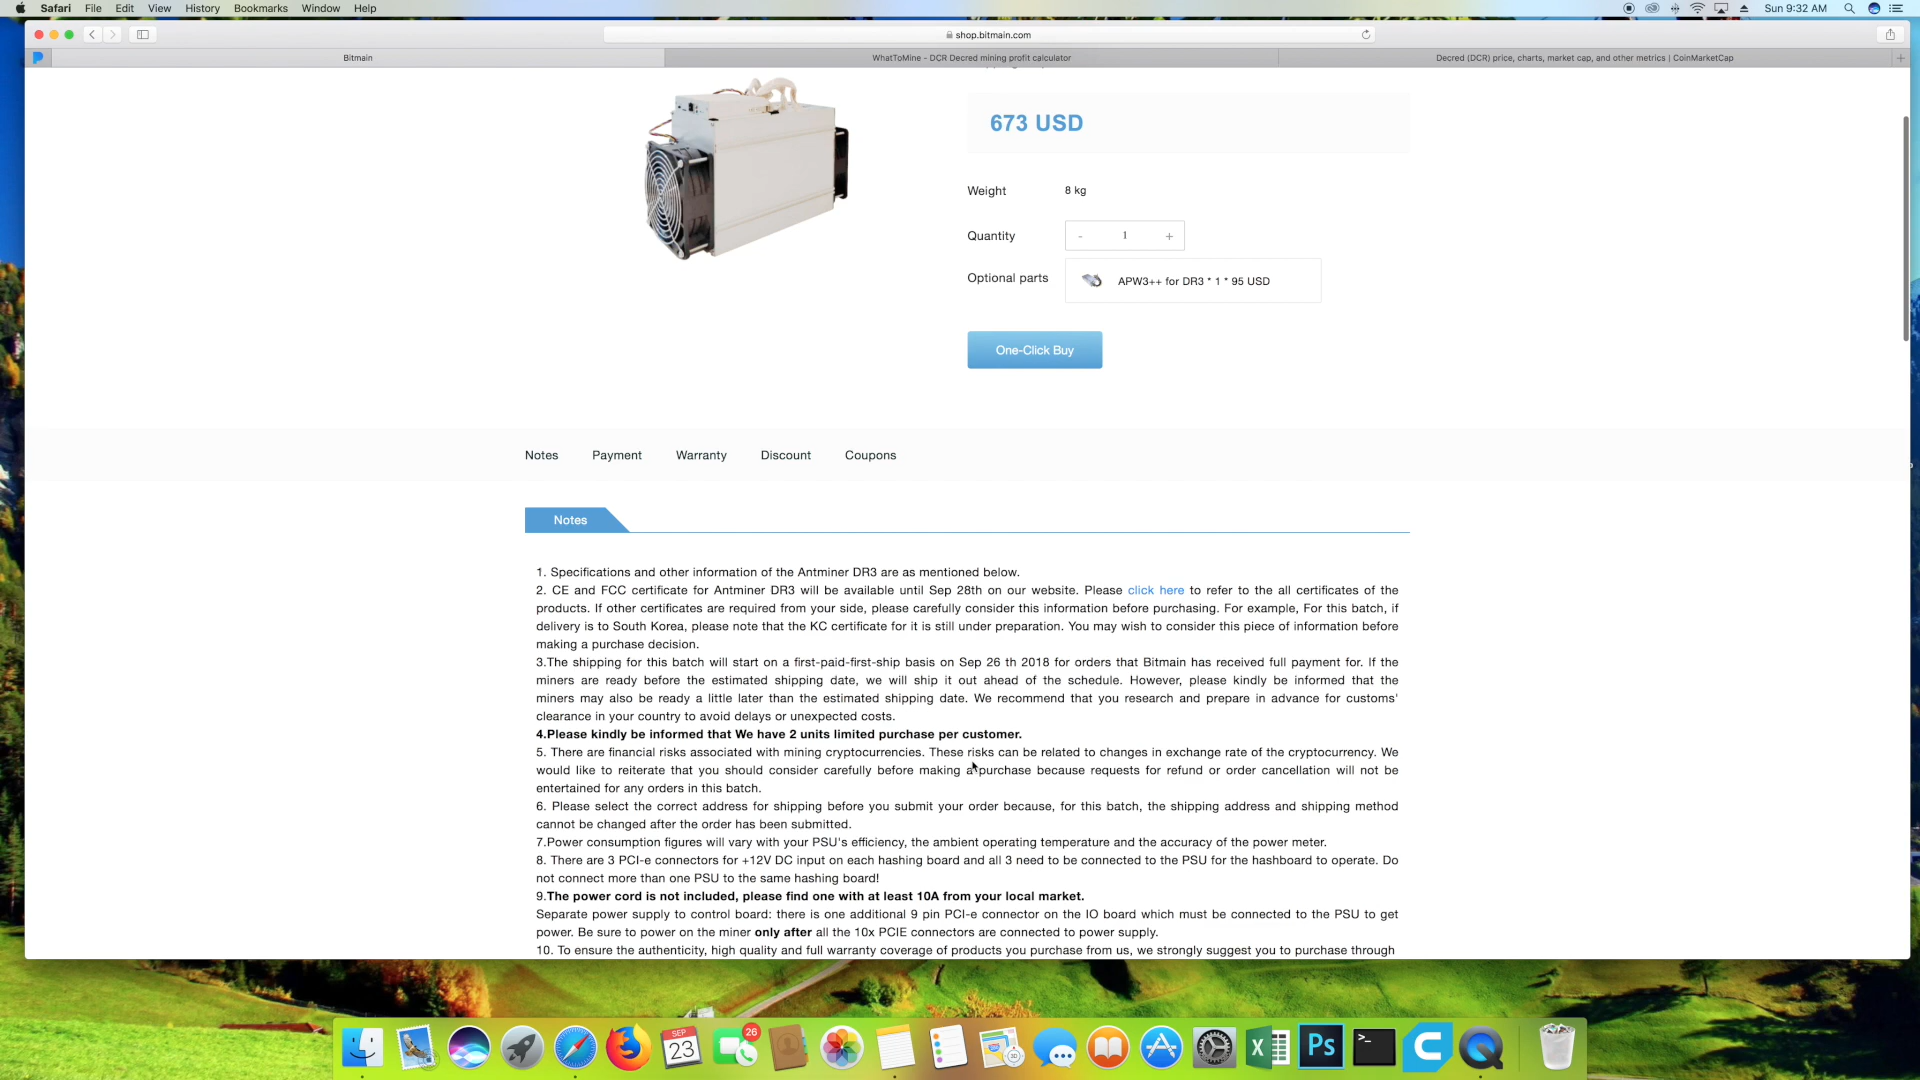 Safari File Edit View History Bookmarks Window Help
Sun 9:32 AM
shop.bitmain.com
Bitmain
WhatToMine - DCR Decred mining profit calculator
Decred (DCR) price, charts, market cap, and other metrics | CoinMarketCap
673 USD
Weight 8 kg
Quantity - 1 +
Optional parts APW3++ for DR3 * 1 * 95 USD
One-Click Buy
Notes Payment Warranty Discount Coupons
Notes
1. Specifications and other information of the Antminer DR3 are as mentioned below.
2. CE and FCC certificate for Antminer DR3 will be available until Sep 28th on our website. Please click here to refer to the all certificates of the
products. If other certificates are required from your side, please carefully consider this information before purchasing. For example, For this batch, if
delivery is to South Korea, please note that the KC certificate for it is still under preparation. You may wish to consider this piece of information before
making a purchase decision.
3.The shipping for this batch will start on a first-paid-first-ship basis on Sep 26 th 2018 for orders that Bitmain has received full payment for. If the
miners are ready before the estimated shipping date, we will ship it out ahead of the schedule. However, please kindly be informed that the
miners may also be ready a little later than the estimated shipping date. We recommend that you research and prepare in advance for customs'
clearance in your country to avoid delays or unexpected costs.
4.Please kindly be informed that We have 2 units limited purchase per customer.
5. There are financial risks associated with mining cryptocurrencies. These risks can be related to changes in exchange rate of the cryptocurrency. We
would like to reiterate that you should consider carefully before making a purchase because requests for refund or order cancellation will not be
entertained for any orders in this batch.
6. Please select the correct address for shipping before you submit your order because, for this batch, the shipping address and shipping method
cannot be changed after the order has been submitted.
7.Power consumption figures will vary with your PSU's efficiency, the ambient operating temperature and the accuracy of the power meter.
8. There are 3 PCI-e connectors for +12V DC input on each hashing board and all 3 need to be connected to the PSU for the hashboard to operate. Do
not connect more than one PSU to the same hashing board!
9.The power cord is not included, please find one with at least 10A from your local market.
Separate power supply to control board: there is one additional 9 pin PCI-e connector on the IO board which must be connected to the PSU to get
power. Be sure to power on the miner only after all the 10x PCIE connectors are connected to power supply.
10. To ensure the authenticity, high quality and full warranty coverage of products you purchase from us, we strongly suggest you to purchase through
SEP
23
26
Ps